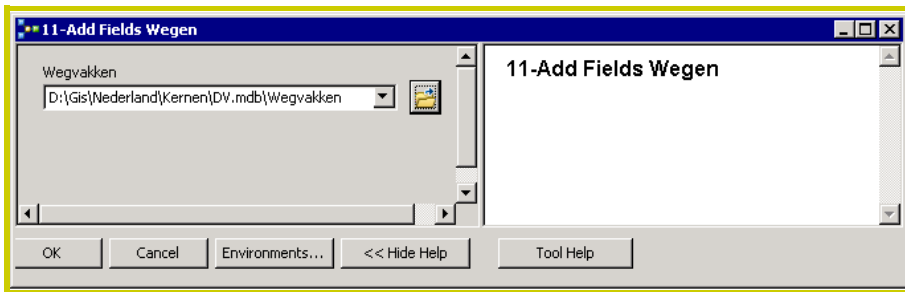 11-Add Fields Wegen
Wegvakken
D:\Gis\Nederland\Kernen\DV.mdb\Wegvakken
11-Add Fields Wegen
OK Cancel Environments... << Hide Help Tool Help